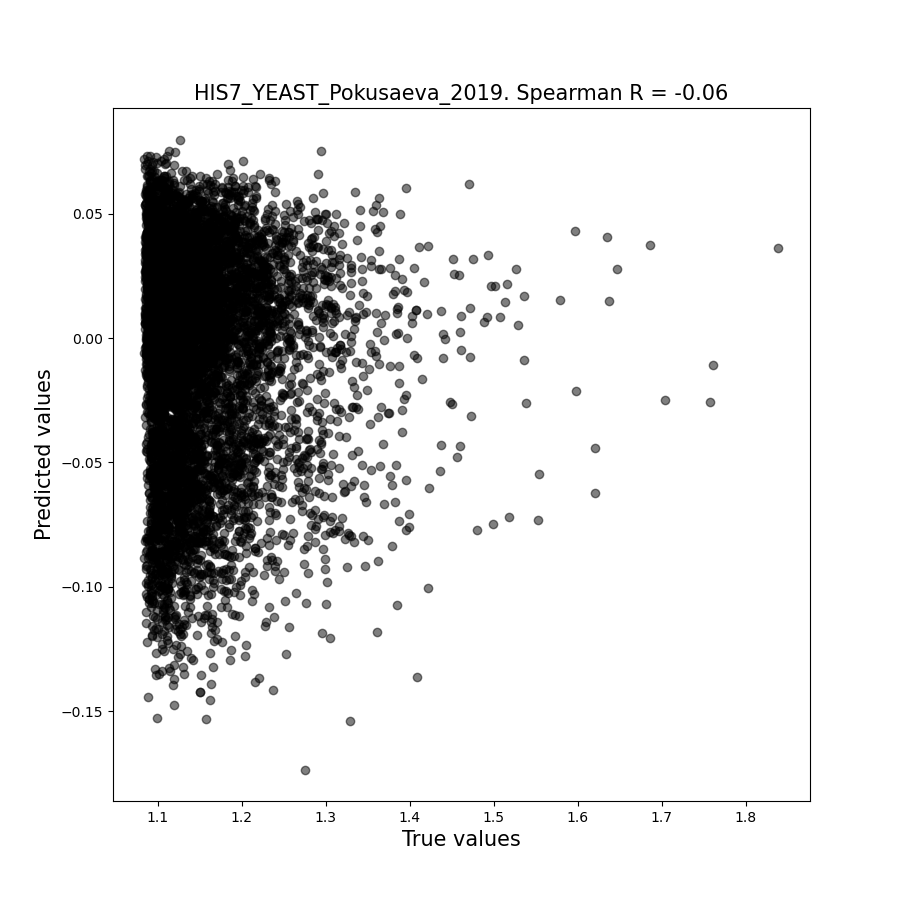 HIS7_YEAST_Pokusaeva_2019. Spearman R = -0.06
Predicted values
0.05
0.00
−0.05
−0.10
−0.15
1.1 1.2 1.3 1.4 1.5 1.6 1.7 1.8
True values